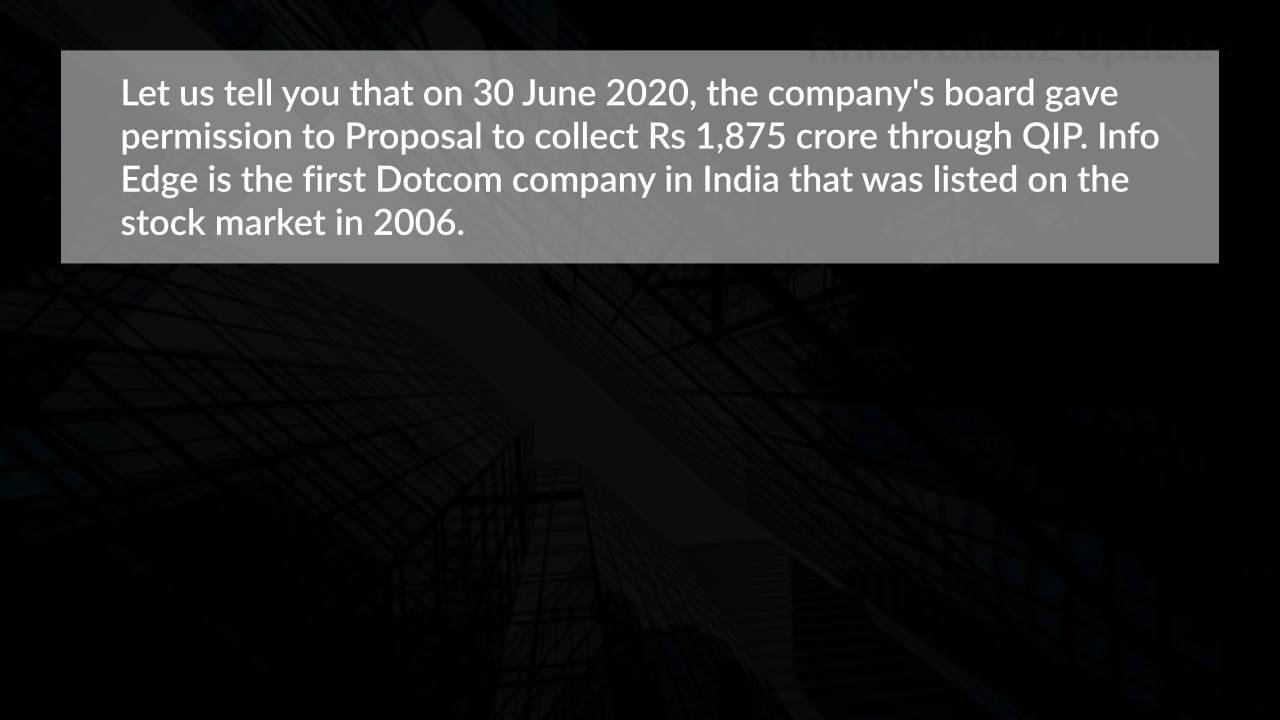 FinnovationZ Updates
Let us tell you that on 30 June 2020, the company's board gave
permission to Proposal to collect Rs 1,875 crore through QIP. Info
Edge is the first Dotcom company in India that was listed on the
stock market in 2006.